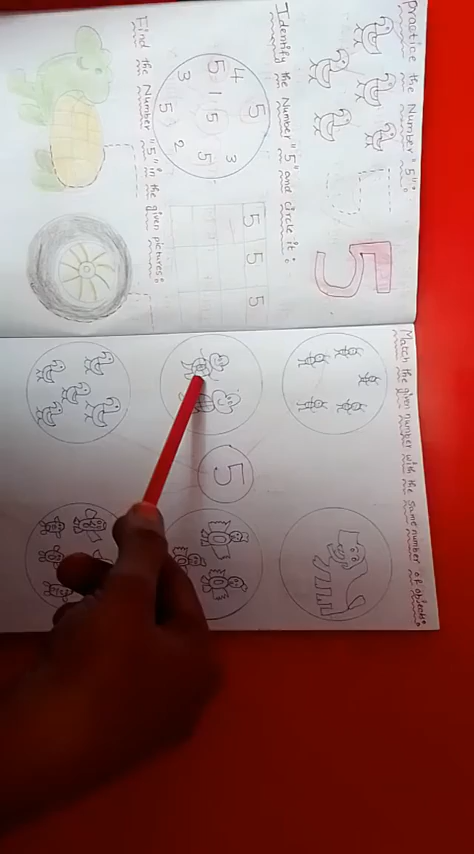 Practice the Number "5":
5
Identify the Number "5" and circle it:
4
5
5
1
3
5
3
5
5
2
5 5 5
Find the Number "5" in the given pictures:
Match the given number with the same number of objects:
5